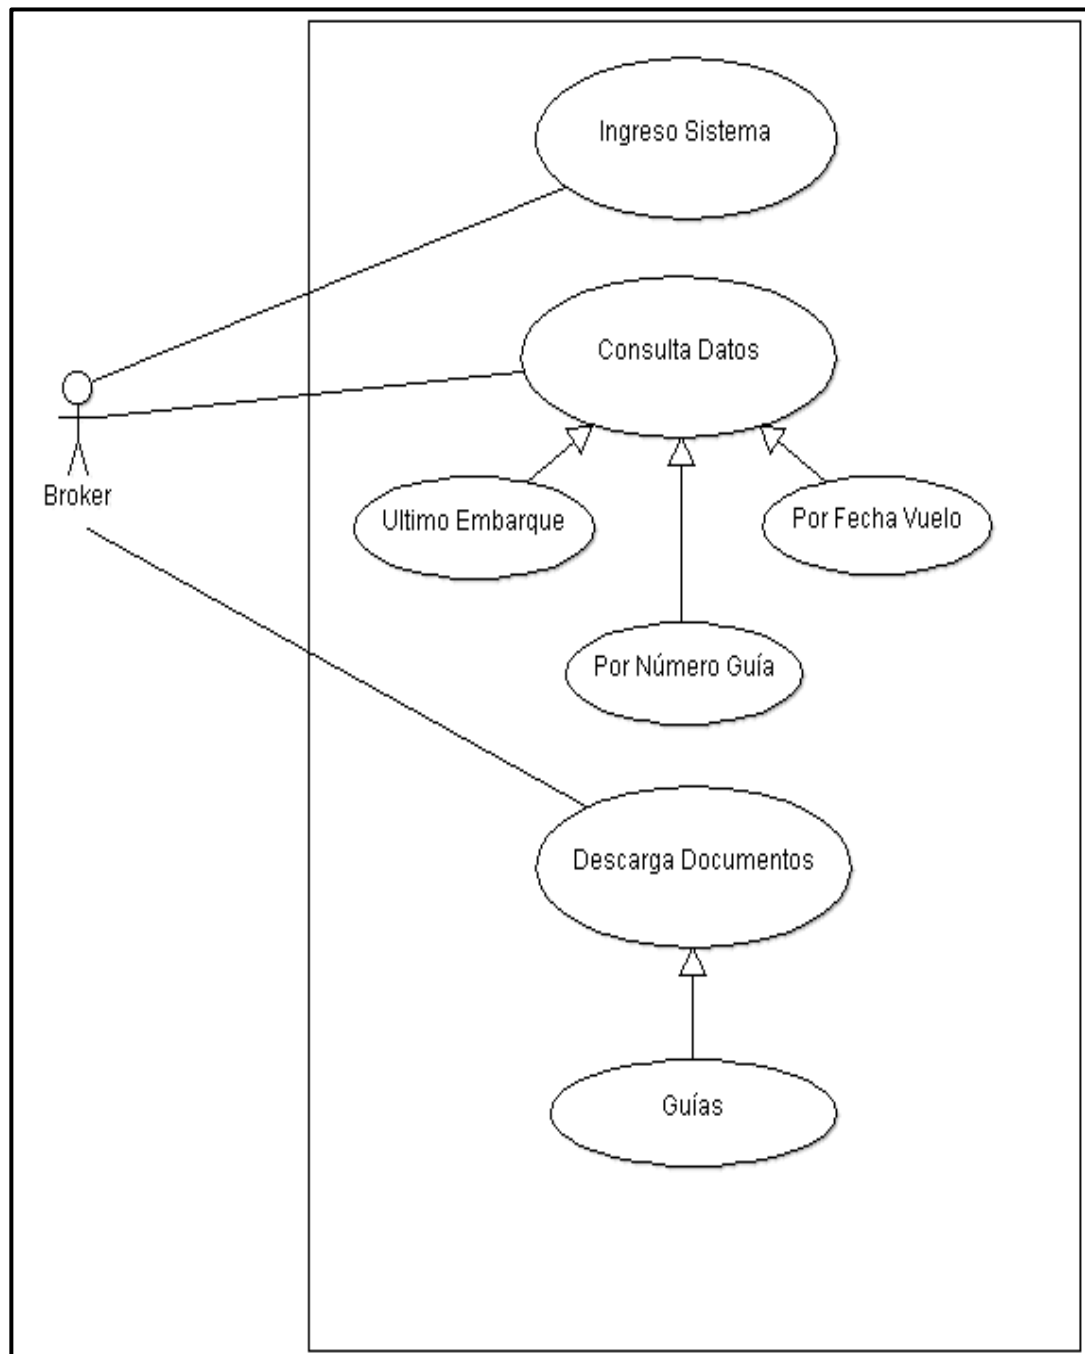 Ingreso Sistema
Consulta Datos
Broker
Ultimo Embarque
Por Fecha Vuelo
Por Número Guía
Descarga Documentos
Guías